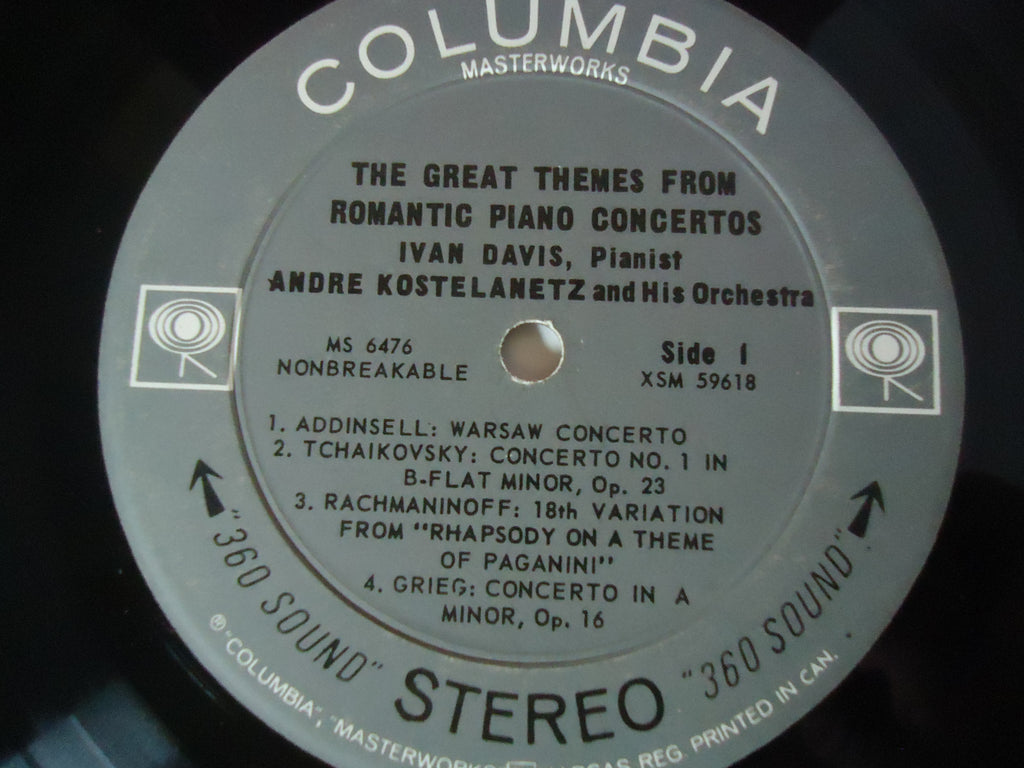 COLUMBIA
MASTERWORKS
THE GREAT THEMES FROM
ROMANTIC PIANO CONCERTOS
IVAN DAVIS, Pianist
ANDRE KOSTELANETZ and His Orchestra
MS 6476
NONBREAKABLE
Side 1
XSM 59618
1. ADDINSELL: WARSAW CONCERTO
2. TCHAIKOVSKY: CONCERTO NO. 1 IN
B-FLAT MINOR, Op. 23
3. RACHMANINOFF: 18th VARIATION
FROM "RHAPSODY ON A THEME
OF PAGANINI"
4. GRIEG: CONCERTO IN A
MINOR, Op. 16
"360 SOUND" STEREO "360 SOUND"
® "COLUMBIA", "MASTERWORKS" REG. PRINTED IN CAN.